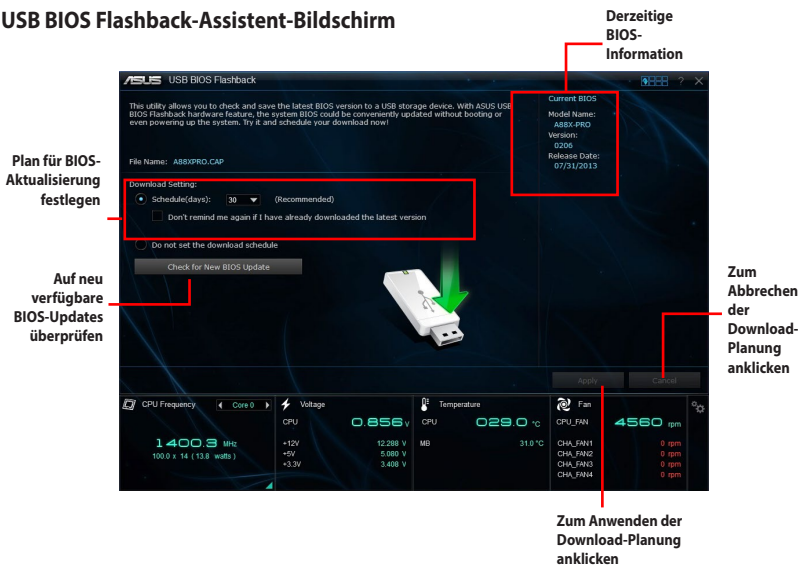 USB BIOS Flashback-Assistent-Bildschirm
Derzeitige
BIOS-
Information
ASUS USB BIOS Flashback
?
This utility allows you to check and save the latest BIOS version to a USB storage device. With ASUS USB
BIOS Flashback hardware feature, the system BIOS could be conveniently updated without booting or
even powering up the system. Try it and schedule your download now!
Current BIOS
Model Name:
A88X-PRO
Version:
0206
Release Date:
07/31/2013
File Name: A88XPRO.CAP
Plan für BIOS-
Aktualisierung
festlegen
Download Setting:
Schedule(days): 30 (Recommended)
Don't remind me again if I have already downloaded the latest version
Do not set the download schedule
Check for New BIOS Update
Auf neu
verfügbare
BIOS-Updates
überprüfen
Zum
Abbrechen
der
Download-
Planung
anklicken
Apply
Cancel
CPU Frequency
Core 0
1400.3 MHz
100.0 x 14 ( 13.8 watts )
Voltage
CPU 0.856 v
+12V 12.288 V
+5V 5.080 V
+3.3V 3.408 V
Temperature
CPU 029.0 °C
MB 31.0 °C
Fan
CPU_FAN 4560 rpm
CHA_FAN1 0 rpm
CHA_FAN2 0 rpm
CHA_FAN3 0 rpm
CHA_FAN4 0 rpm
Zum Anwenden der
Download-Planung
anklicken